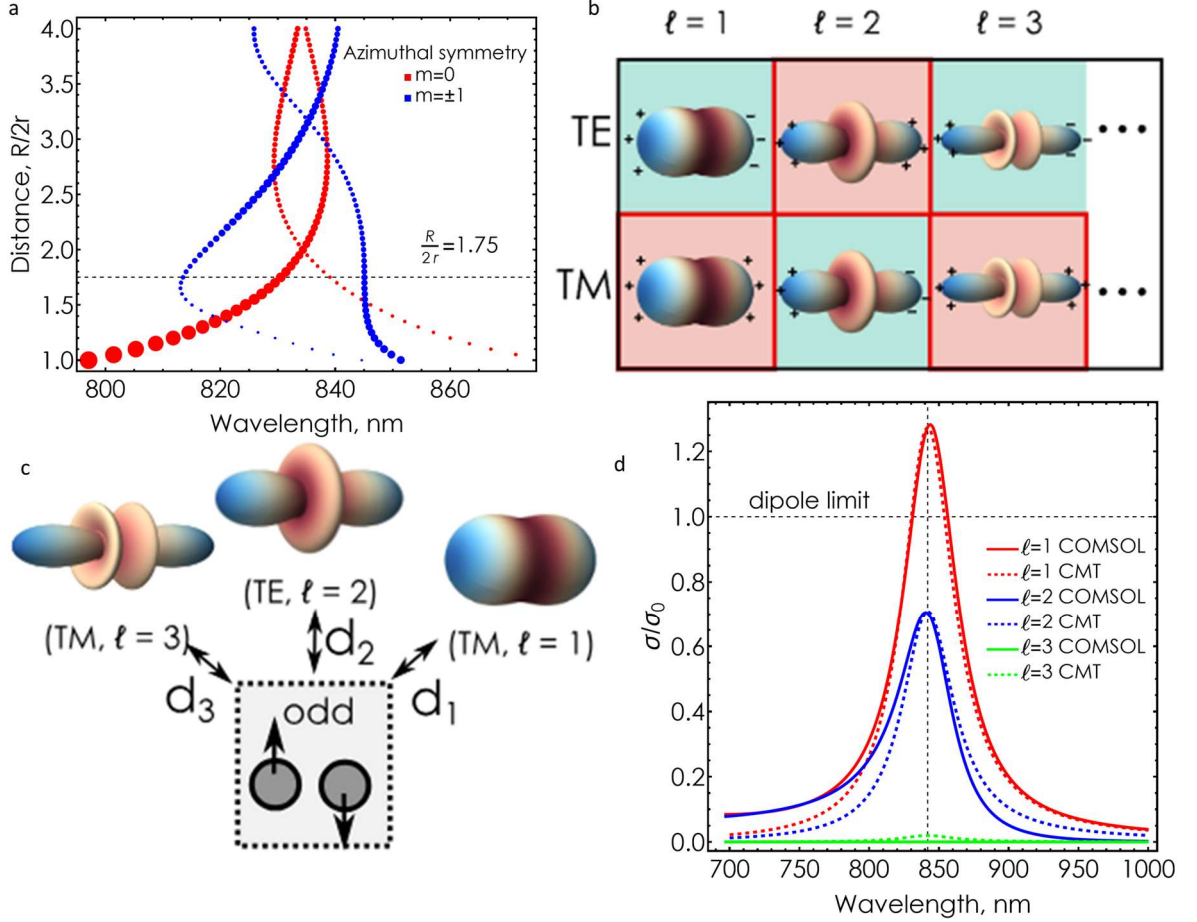 a
4.0
3.5
3.0
2.5
2.0
1.5
1.0
Distance, R/2r
Azimuthal symmetry
m=0
m=±1
R/2r=1.75
800 820 840 860
Wavelength, nm
b
ℓ = 1 ℓ = 2 ℓ = 3
TE
+ + + − − −
+ + + +
+ + + − − −
•••
TM
+ + + + + +
+ + + − − −
+ + + + + +
•••
c
(TM, ℓ = 3)
(TE, ℓ = 2)
(TM, ℓ = 1)
d3
d2
d1
odd
d
1.2
1.0
0.8
0.6
0.4
0.2
0.0
σ/σ0
dipole limit
ℓ=1 COMSOL
ℓ=1 CMT
ℓ=2 COMSOL
ℓ=2 CMT
ℓ=3 COMSOL
ℓ=3 CMT
700 750 800 850 900 950 1000
Wavelength, nm